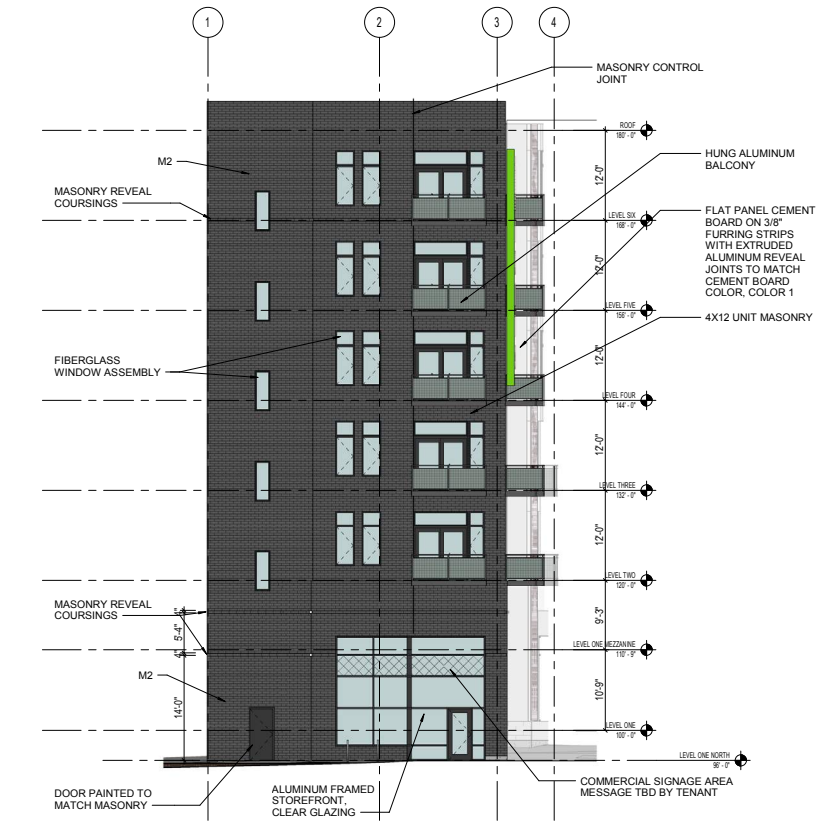 1
2
3
4
MASONRY CONTROL
JOINT
ROOF
180' - 0"
M2
HUNG ALUMINUM
BALCONY
12'-0"
MASONRY REVEAL
COURSINGS
FLAT PANEL CEMENT
BOARD ON 3/8"
FURRING STRIPS
WITH EXTRUDED
ALUMINUM REVEAL
JOINTS TO MATCH
CEMENT BOARD
COLOR, COLOR 1
LEVEL SIX
168' - 0"
12'-0"
LEVEL FIVE
156' - 0"
4X12 UNIT MASONRY
12'-0"
FIBERGLASS
WINDOW ASSEMBLY
LEVEL FOUR
144' - 0"
12'-0"
LEVEL THREE
132' - 0"
12'-0"
LEVEL TWO
120' - 0"
MASONRY REVEAL
COURSINGS
4"
5'-4"
4"
9'-3"
LEVEL ONE MEZZANINE
110' - 9"
M2
14'-0"
10'-9"
LEVEL ONE
100' - 0"
LEVEL ONE NORTH
96' - 0"
DOOR PAINTED TO
MATCH MASONRY
ALUMINUM FRAMED
STOREFRONT,
CLEAR GLAZING
COMMERCIAL SIGNAGE AREA
MESSAGE TBD BY TENANT